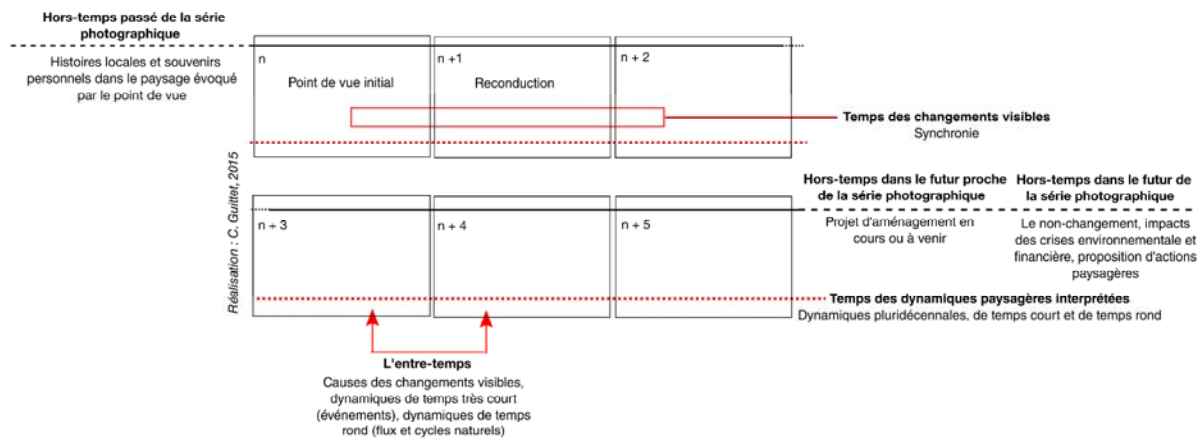 Hors-temps passé de la série
photographique
Histoires locales et souvenirs
personnels dans le paysage évoqué
par le point de vue
n
n +1
n + 2
Point de vue initial
Reconduction
Temps des changements visibles
Synchronie
Réalisation : C. Guittet, 2015
Hors-temps dans le futur proche
de la série photographique
Projet d'aménagement en
cours ou à venir
Hors-temps dans le futur de
la série photographique
Le non-changement, impacts
des crises environnementale et
financière, proposition d'actions
paysagères
n + 3
n + 4
n + 5
Temps des dynamiques paysagères interprétées
Dynamiques pluridécennales, de temps court et de temps rond
L'entre-temps
Causes des changements visibles,
dynamiques de temps très court
(événements), dynamiques de temps
rond (flux et cycles naturels)